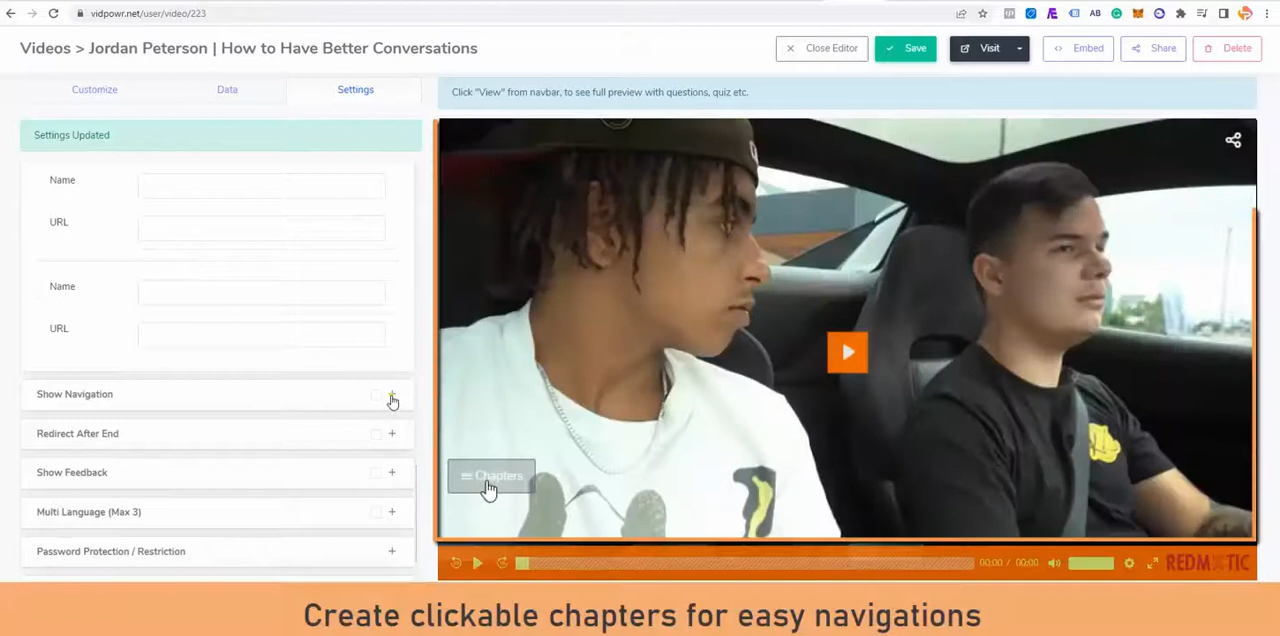 vidpowr.net/user/video/223
AB
Videos > Jordan Peterson | How to Have Better Conversations
Close Editor
Save
Visit
Embed
Share
Delete
Customize
Data
Settings
Click "View" from navbar, to see full preview with questions, quiz etc.
Settings Updated
Name
URL
Name
URL
Show Navigation
Redirect After End
Show Feedback
Multi Language (Max 3)
Password Protection / Restriction
Chapters
00:00 / 00:00
REDMATIC
Create clickable chapters for easy navigations